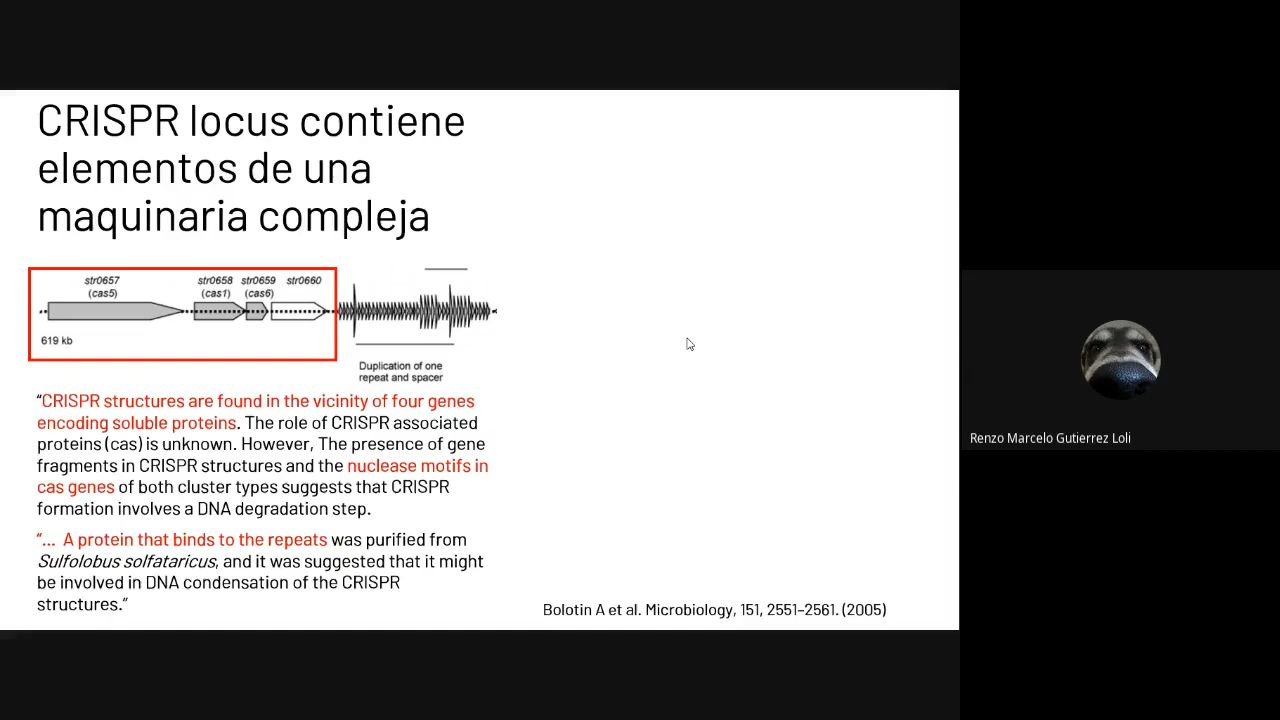 CRISPR locus contiene
elementos de una
maquinaria compleja
str0657 str0658 str0659 str0660
(cas5) (cas1) (cas6)
619 kb
Duplication of one
repeat and spacer
“CRISPR structures are found in the vicinity of four genes
encoding soluble proteins. The role of CRISPR associated
proteins (cas) is unknown. However, The presence of gene
fragments in CRISPR structures and the nuclease motifs in
cas genes of both cluster types suggests that CRISPR
formation involves a DNA degradation step.
“... A protein that binds to the repeats was purified from
Sulfolobus solfataricus, and it was suggested that it might
be involved in DNA condensation of the CRISPR
structures.”
Bolotin A et al. Microbiology, 151, 2551–2561. (2005)
Renzo Marcelo Gutierrez Loli